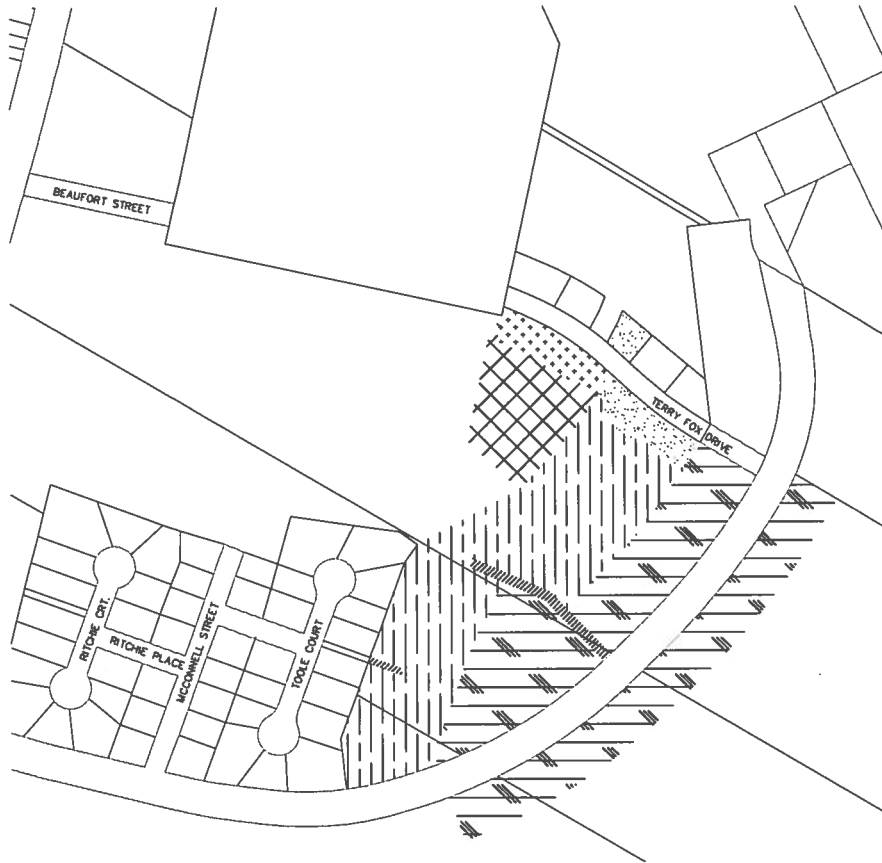 BEAUFORT STREET
TERRY FOX DRIVE
RITCHIE CRT.
RITCHIE PLACE
MCCONNELL STREET
TOOLE COURT